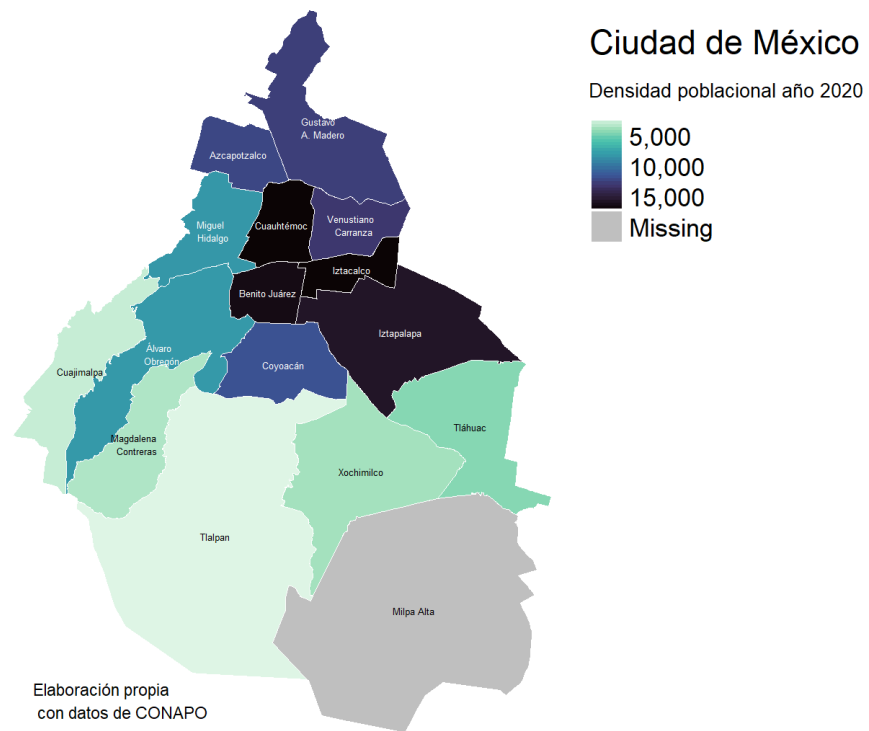 Ciudad de México
Densidad poblacional año 2020
5,000
10,000
15,000
Missing
Gustavo
A. Madero
Azcapotzalco
Miguel
Hidalgo
Cuauhtémoc
Venustiano
Carranza
Iztacalco
Benito Juárez
Iztapalapa
Álvaro
Obregón
Coyoacán
Cuajimalpa
Tláhuac
Magdalena
Contreras
Xochimilco
Tlalpan
Milpa Alta
Elaboración propia
con datos de CONAPO